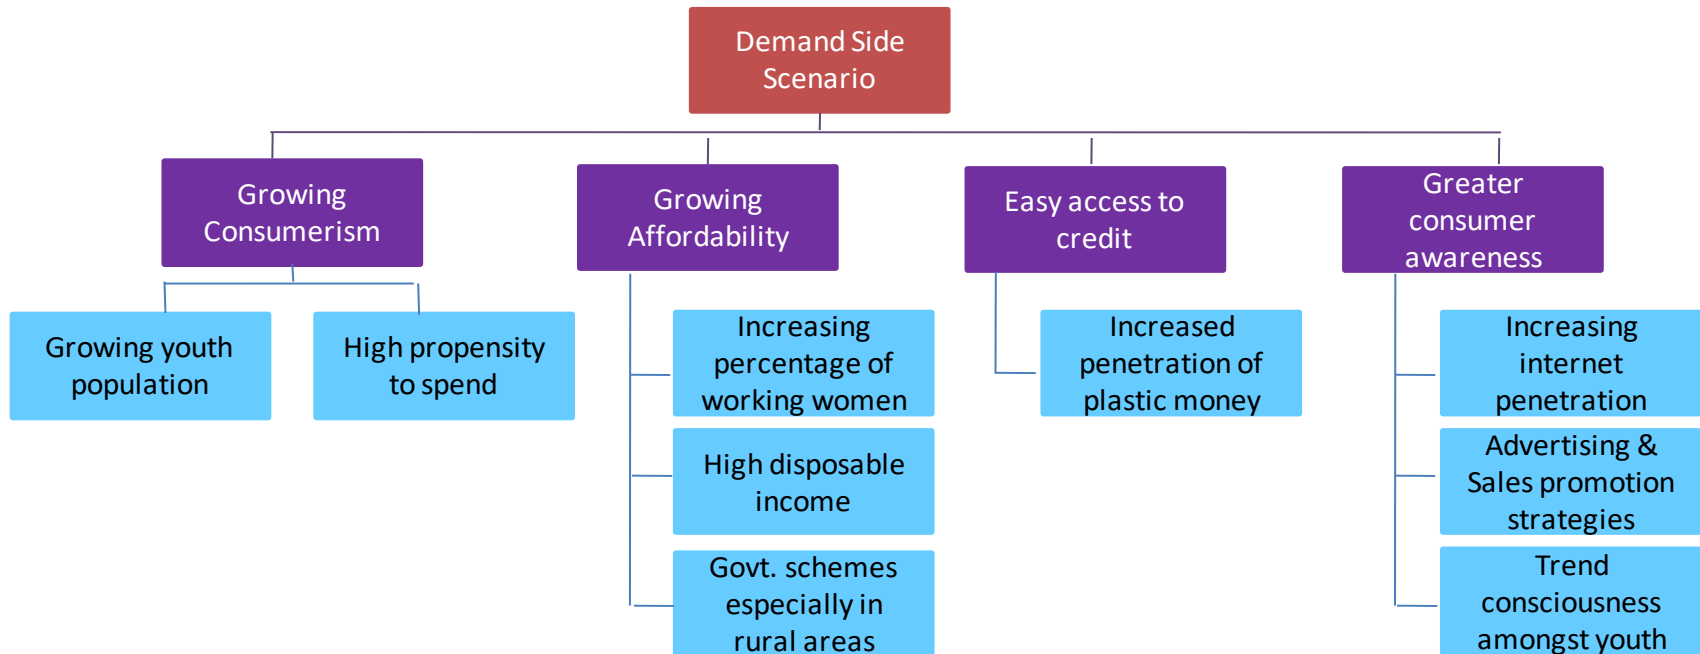 Demand Side
Scenario
Growing
Consumerism
Growing
Affordability
Easy access to
credit
Greater
consumer
awareness
Growing youth
population
High propensity
to spend
Increasing
percentage of
working women
High disposable
income
Govt. schemes
especially in
rural areas
Increased
penetration of
plastic money
Increasing
internet
penetration
Advertising &
Sales promotion
strategies
Trend
consciousness
amongst youth